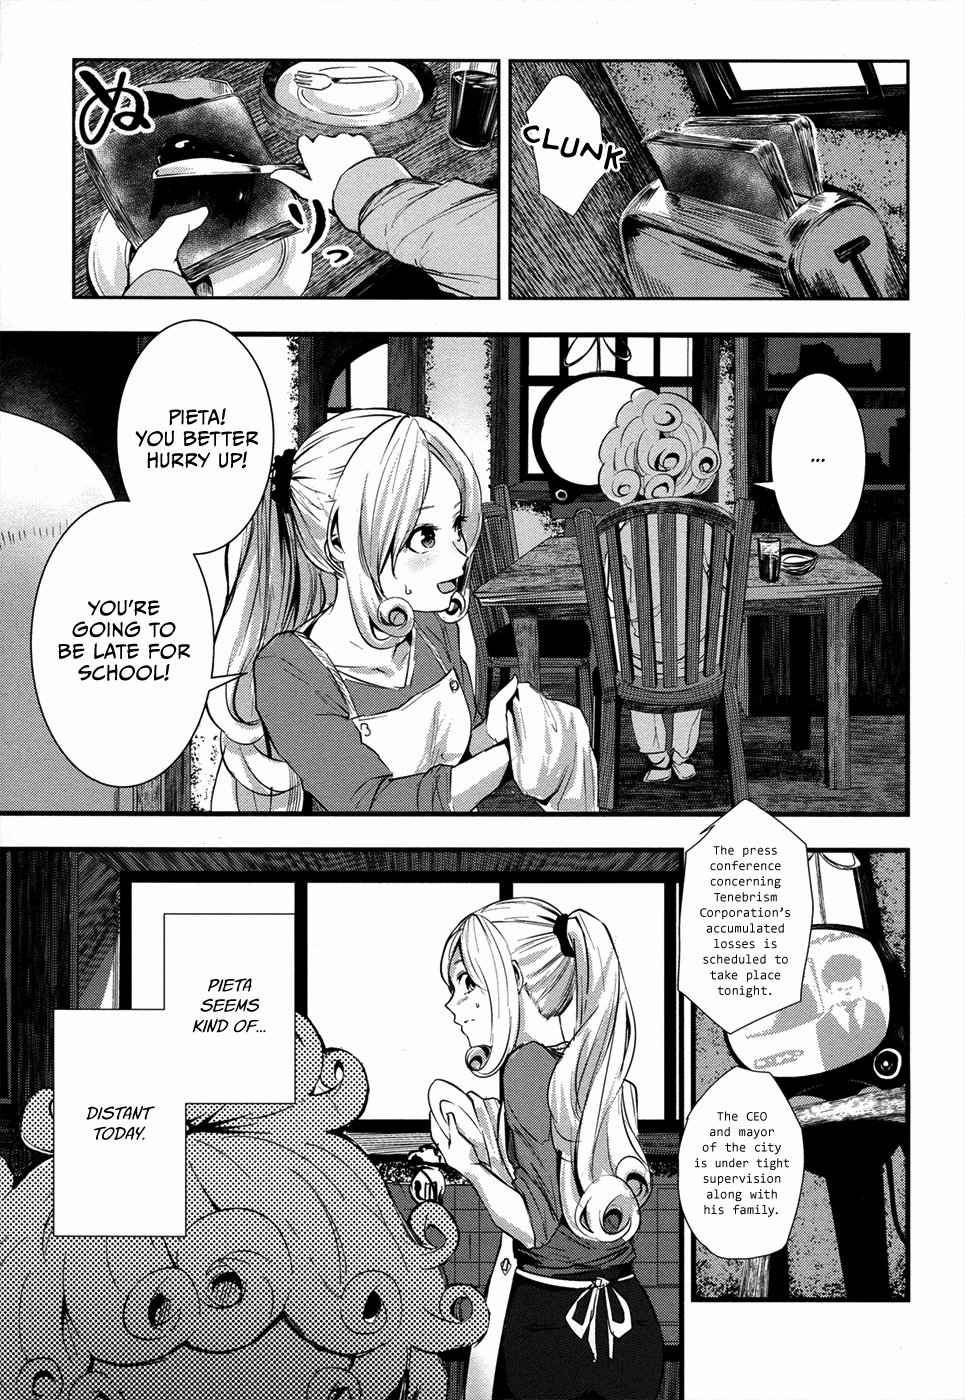 CLUNK
ツ
PIETA!
YOU BETTER
HURRY UP!
YOU'RE
GOING TO
BE LATE FOR
SCHOOL!
...
The press
conference
concerning
Tenebrism
Corporation's
accumulated
losses is
scheduled to
take place
tonight.
The CEO
and mayor
of the city
is under tight
supervision
along with
his family.
PIETA
SEEMS
KIND OF...
DISTANT
TODAY.